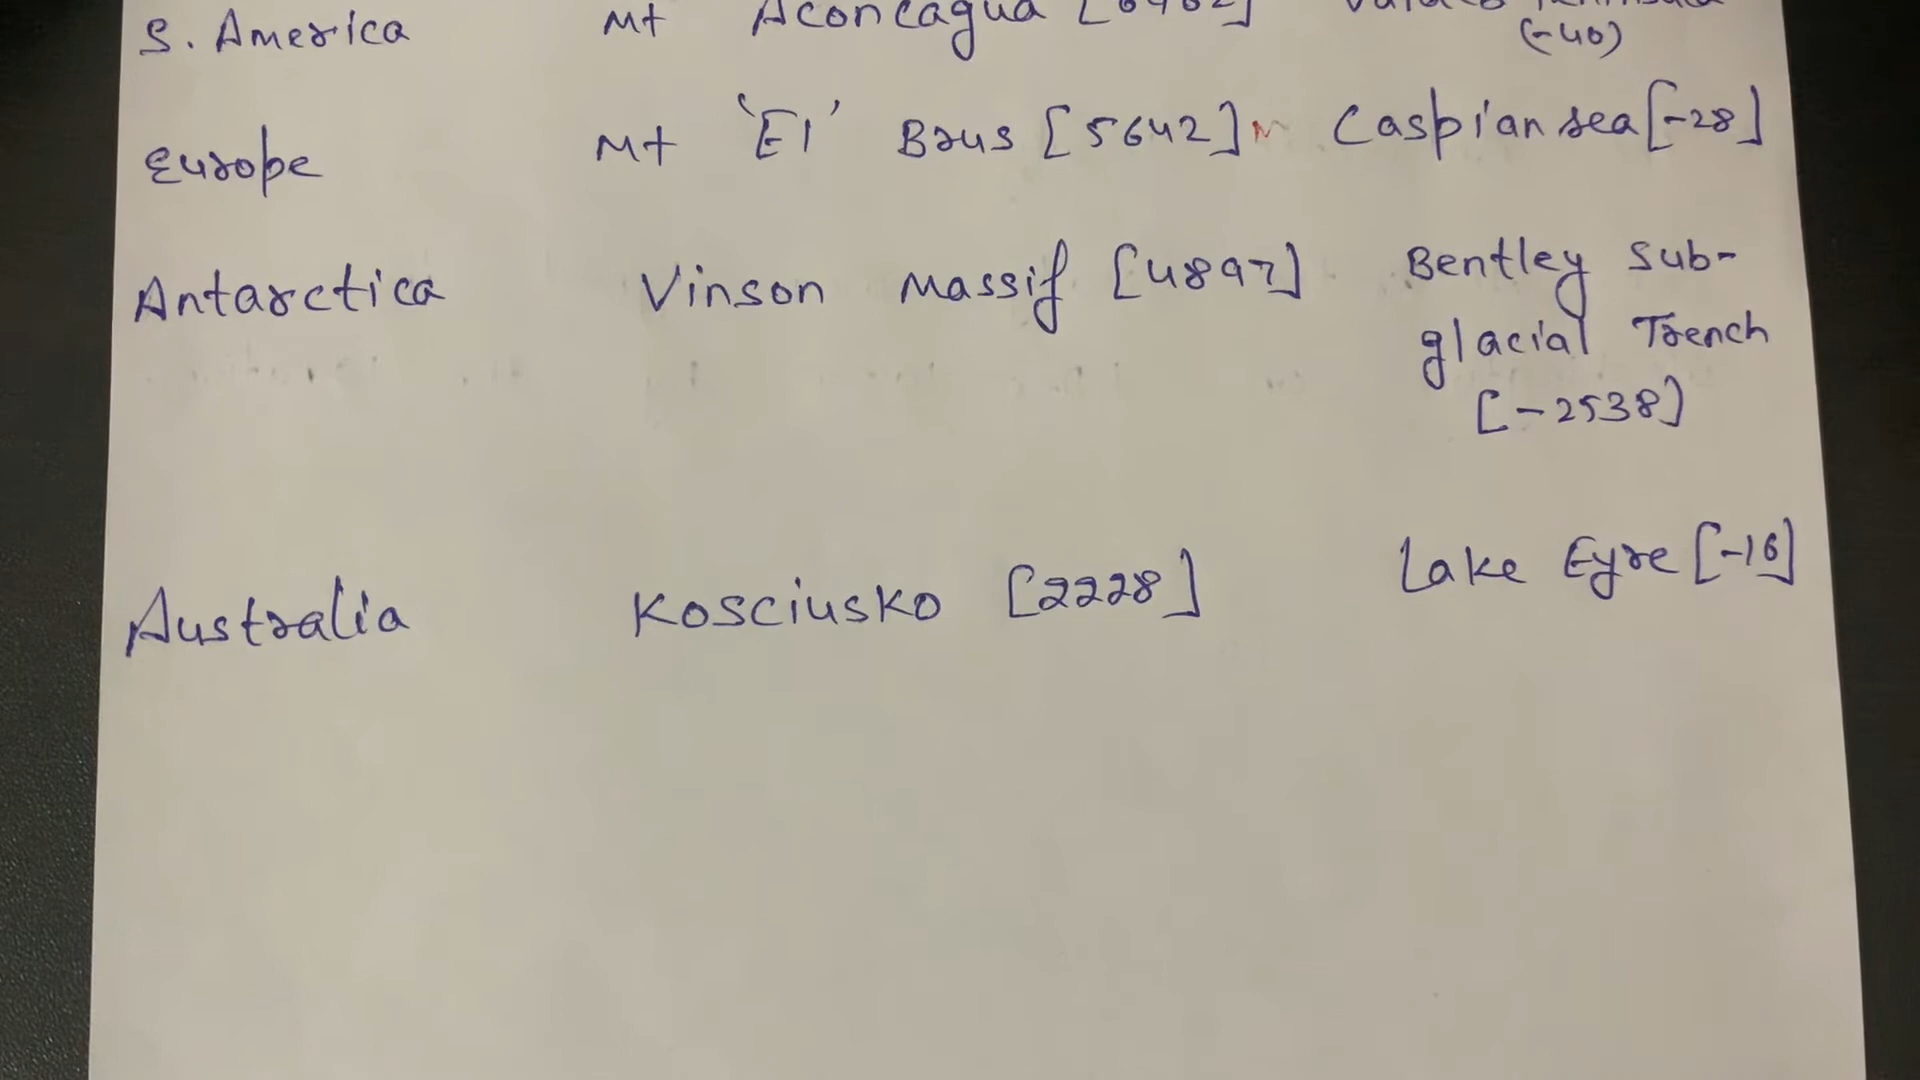 S. America Mt Aconcagua
(-40)
Europe Mt 'El' Brus [5642] M Caspian sea [-28]
Antarctica Vinson Massif [4897] Bentley Sub-
glacial Trench
[-2538]
Australia Kosciusko [2228] Lake Eyre [-16]